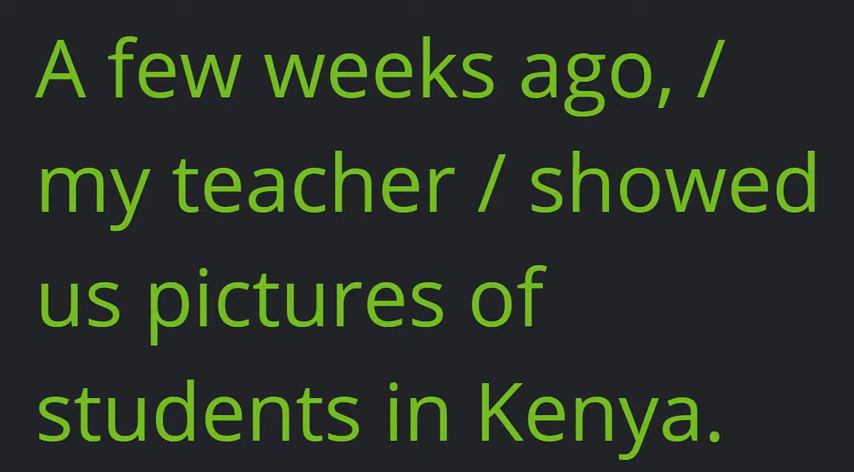 A few weeks ago, /
my teacher / showed
us pictures of
students in Kenya.